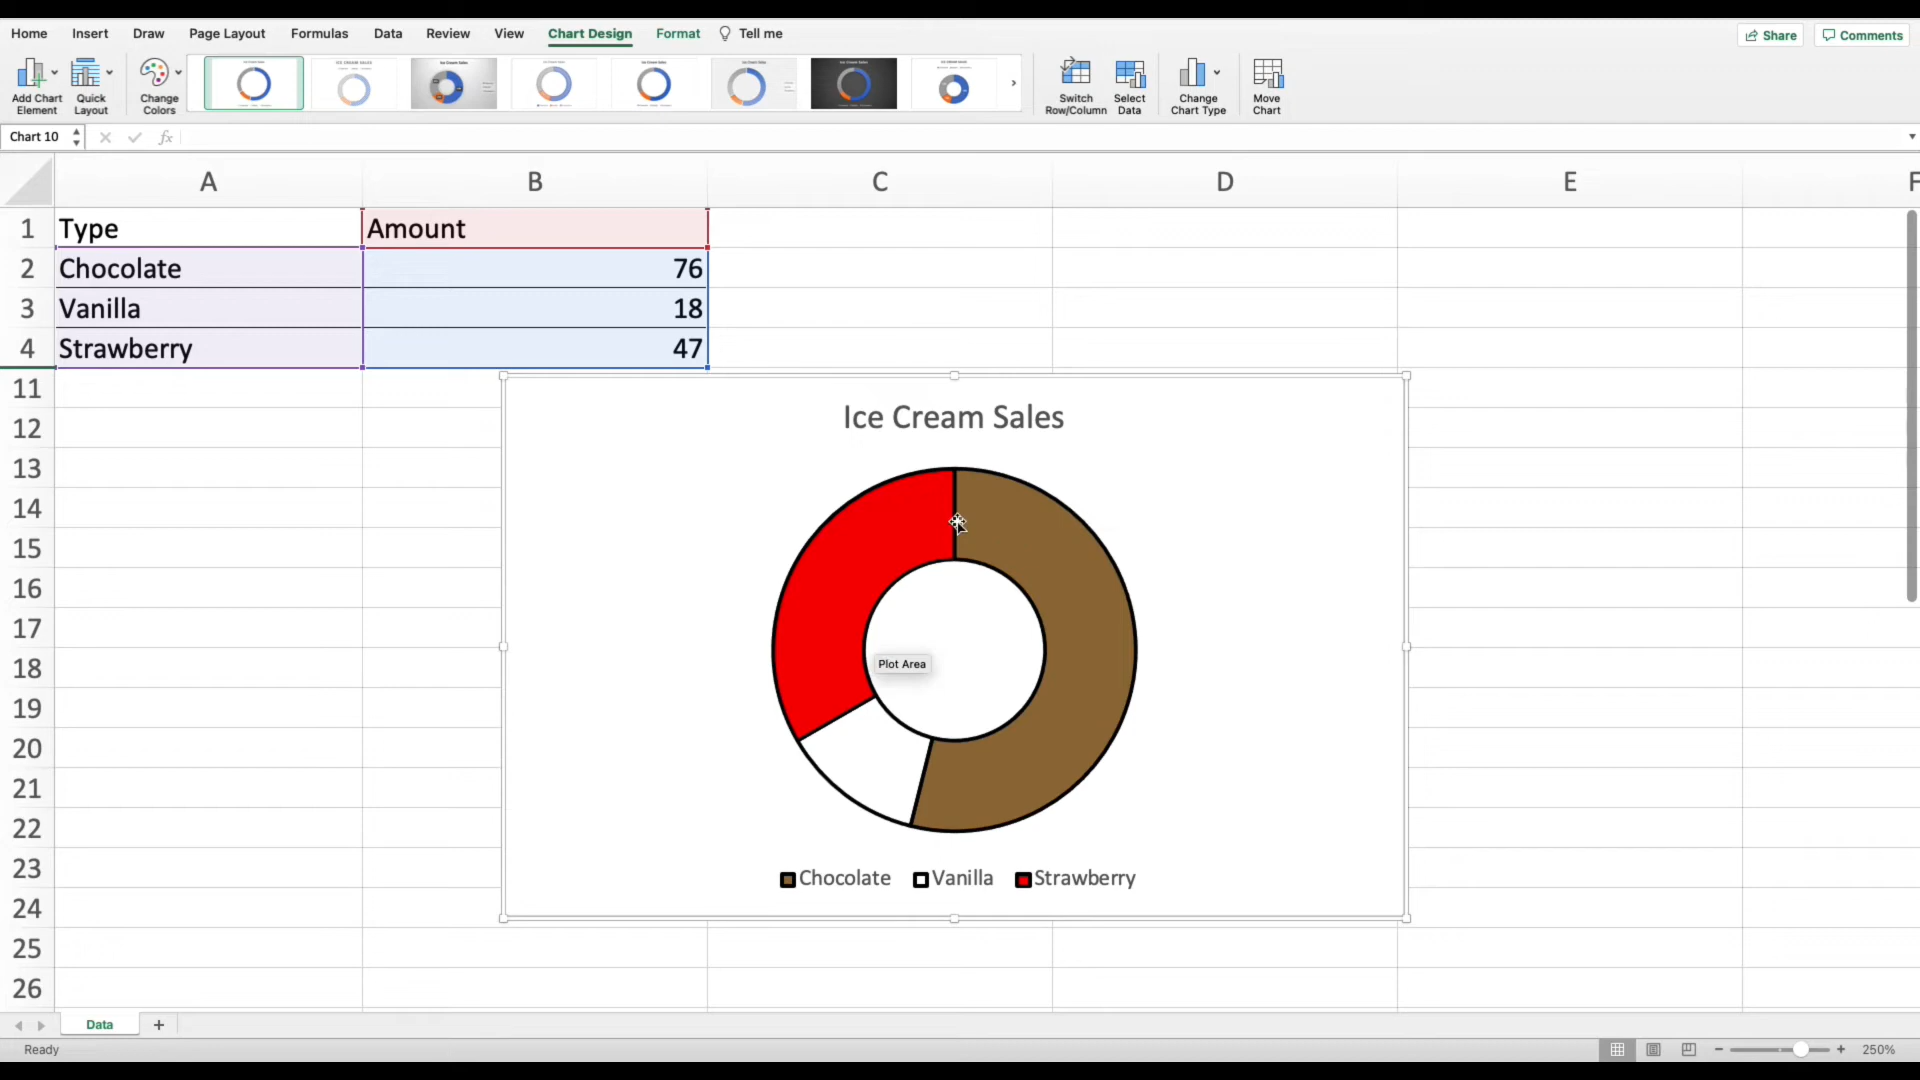 Home Insert Draw Page Layout Formulas Data Review View Chart Design Format Tell me Share Comments
Add Chart Element
Quick Layout
Change Colors
Switch Row/Column
Select Data
Change Chart Type
Move Chart
Chart 10 fx
A B C D E F
1 Type Amount
2 Chocolate 76
3 Vanilla 18
4 Strawberry 47
11
12
13
14
15
16
17
18
19
20
21
22
23
24
25
26
Ice Cream Sales
Plot Area
Chocolate Vanilla Strawberry
Data +
Ready 250%